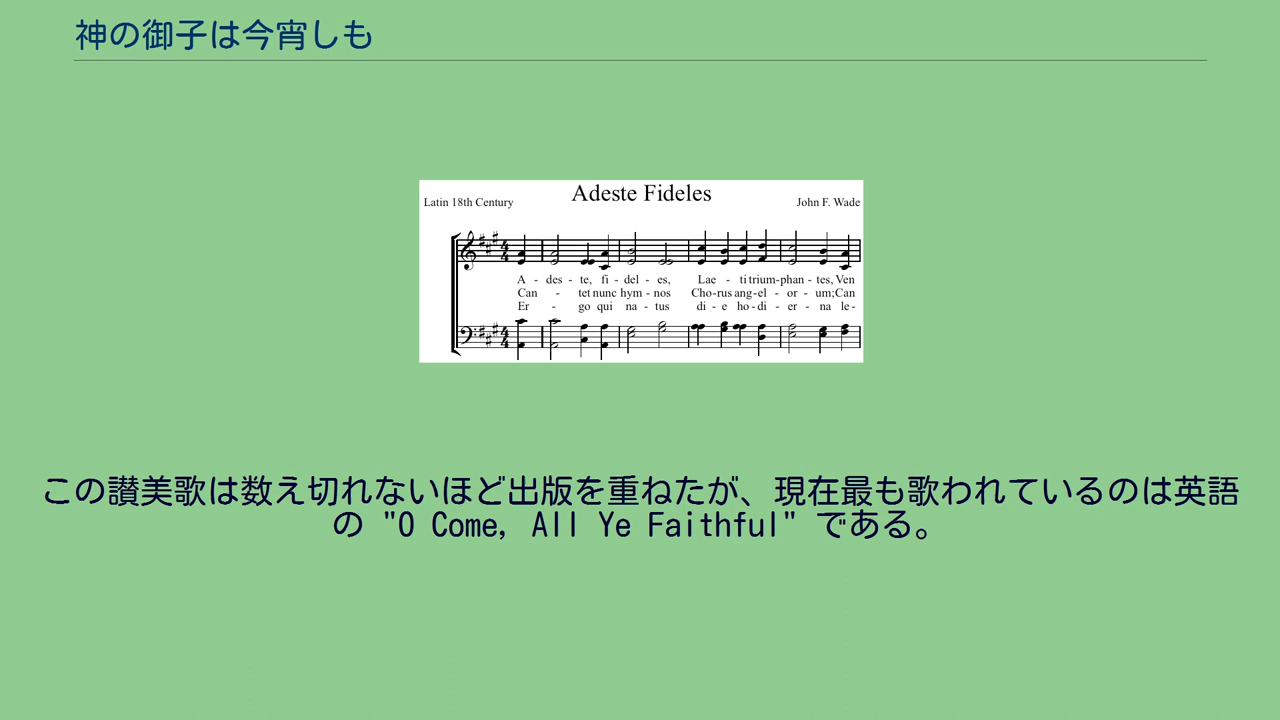 神の御子は今宵しも
Adeste Fideles
Latin 18th Century
John F. Wade
A - des - te, fi - del - es, Lae - ti trium-phan - tes, Ven
Can - tet nunc hym - nos Cho-rus ang-el - or - um;Can
Er - go qui na - tus di - e ho-di - er - na le-
この讃美歌は数え切れないほど出版を重ねたが、現在最も歌われているのは英語
の "O Come, All Ye Faithful" である。